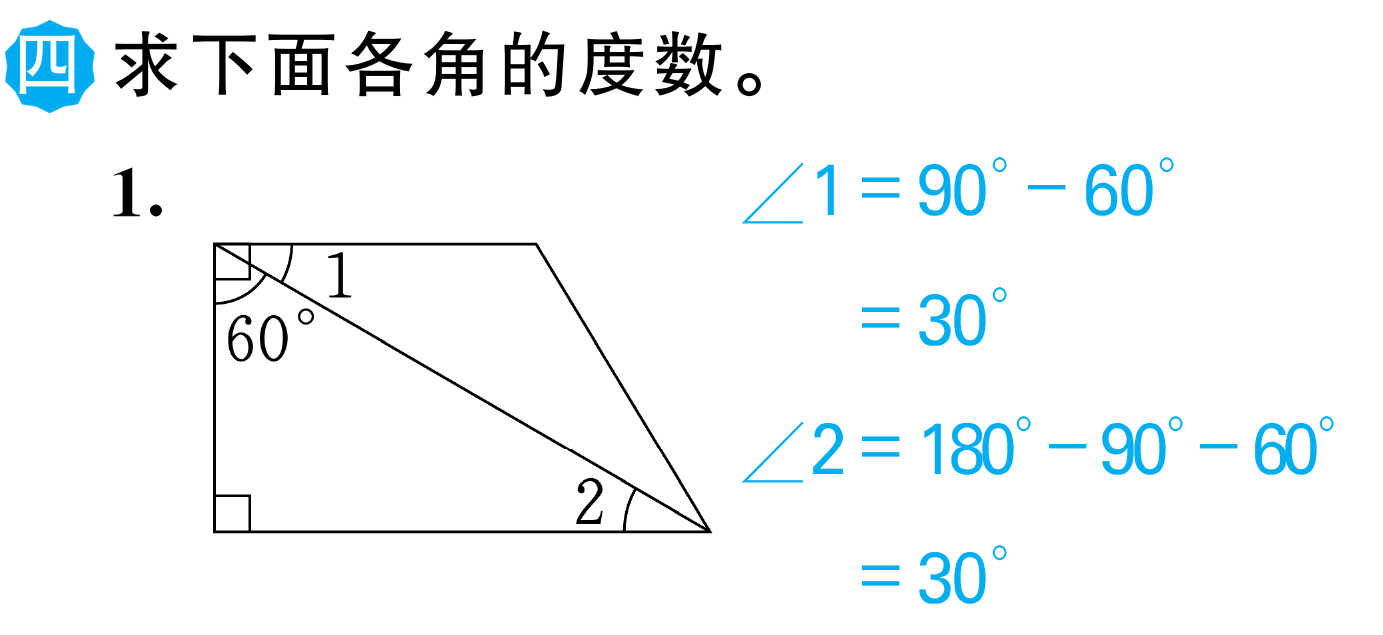 四 求下面各角的度数。
1.
∠1 = 90° − 60°
= 30°
1
60°
2
∠2 = 180° − 90° − 60°
= 30°